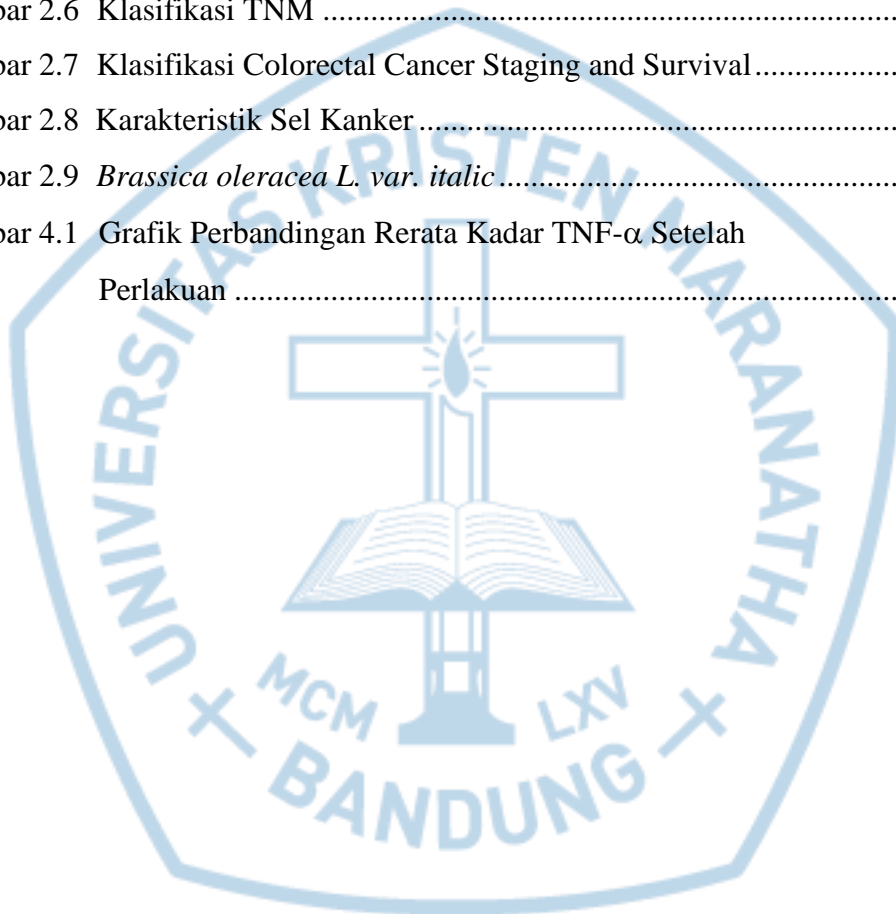 bar 2.6 Klasifikasi TNM ........................................................................
bar 2.7 Klasifikasi Colorectal Cancer Staging and Survival..................
bar 2.8 Karakteristik Sel Kanker............................................................
bar 2.9 Brassica oleracea L. var. italic..................................................
bar 4.1 Grafik Perbandingan Rerata Kadar TNF-α Setelah
Perlakuan ...................................................................................
UNIVERSITAS KRISTEN MARANATHA
MCM LXV
BANDUNG